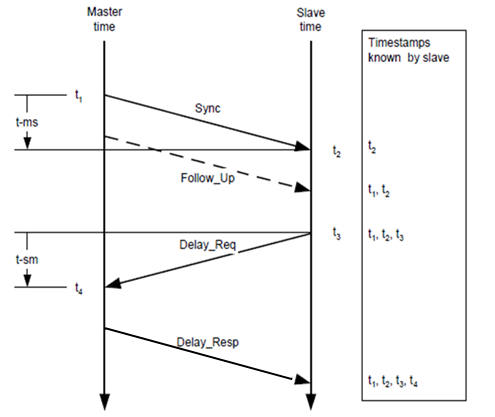 Master
time
Slave
time
Timestamps
known by slave
t1
Sync
t-ms
t2
t2
Follow_Up
t1, t2
t3
t1, t2, t3
Delay_Req
t-sm
t4
Delay_Resp
t1, t2, t3, t4